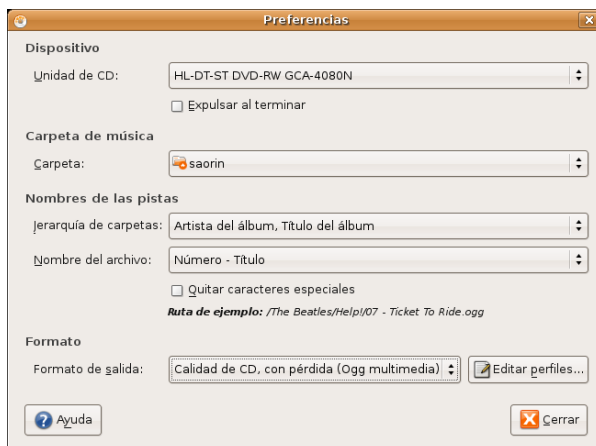 Preferencias
Dispositivo
Unidad de CD: HL-DT-ST DVD-RW GCA-4080N
Expulsar al terminar
Carpeta de música
Carpeta: saorin
Nombres de las pistas
Jerarquía de carpetas: Artista del álbum, Título del álbum
Nombre del archivo: Número - Título
Quitar caracteres especiales
Ruta de ejemplo: /The Beatles/Help!/07 - Ticket To Ride.ogg
Formato
Formato de salida: Calidad de CD, con pérdida (Ogg multimedia) Editar perfiles...
Ayuda Cerrar